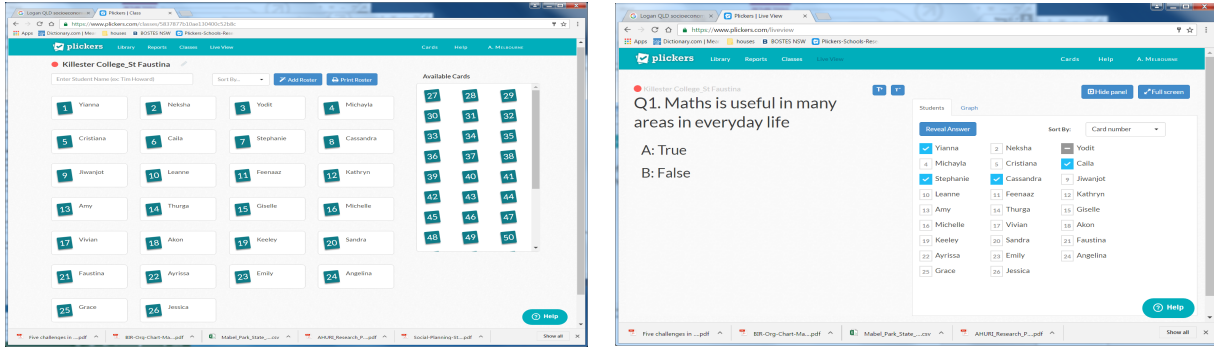 Logan QLD socioeconom
Plickers | Class
https://www.plickers.com/classes/5837877b10ae130400c52b8c
Apps
Dictionary.com | Mea
houses
BOSTES NSW
Plickers-Schools-Res
plickers
Library
Reports
Classes
Live View
Cards
Help
A. Melbourne
Killester College_St Faustina
Enter Student Name (ex: Tim Howard)
Sort By...
Add Roster
Print Roster
Available Cards
1 Yianna
2 Neksha
3 Yodit
4 Michayla
5 Cristiana
6 Caila
7 Stephanie
8 Cassandra
9 Jiwanjot
10 Leanne
11 Feenaaz
12 Kathryn
13 Amy
14 Thurga
15 Giselle
16 Michelle
17 Vivian
18 Akon
19 Keeley
20 Sandra
21 Faustina
22 Ayrissa
23 Emily
24 Angelina
25 Grace
26 Jessica
27 28 29
30 31 32
33 34 35
36 37 38
39 40 41
42 43 44
45 46 47
48 49 50
Help
Five challenges in ....pdf
BIR-Org-Chart-Ma...pdf
Mabel_Park_State_...csv
AHURI_Research_P...pdf
Social-Planning-St...pdf
Show all
Logan QLD socioeconom
Plickers | Live View
https://www.plickers.com/liveview
Apps
Dictionary.com | Mea
houses
BOSTES NSW
Plickers-Schools-Res
plickers
Library
Reports
Classes
Live View
Cards
Help
A. Melbourne
Killester College_St Faustina
Hide panel
Full screen
Q1. Maths is useful in many
areas in everyday life
A: True
B: False
Students
Graph
Reveal Answer
Sort By:
Card number
Yianna
2 Neksha
Yodit
4 Michayla
5 Cristiana
Caila
Stephanie
Cassandra
9 Jiwanjot
10 Leanne
11 Feenaaz
12 Kathryn
13 Amy
14 Thurga
15 Giselle
16 Michelle
17 Vivian
18 Akon
19 Keeley
20 Sandra
21 Faustina
22 Ayrissa
23 Emily
24 Angelina
25 Grace
26 Jessica
Help
Five challenges in ....pdf
BIR-Org-Chart-Ma...pdf
Mabel_Park_State_...csv
AHURI_Research_P...pdf
Show all